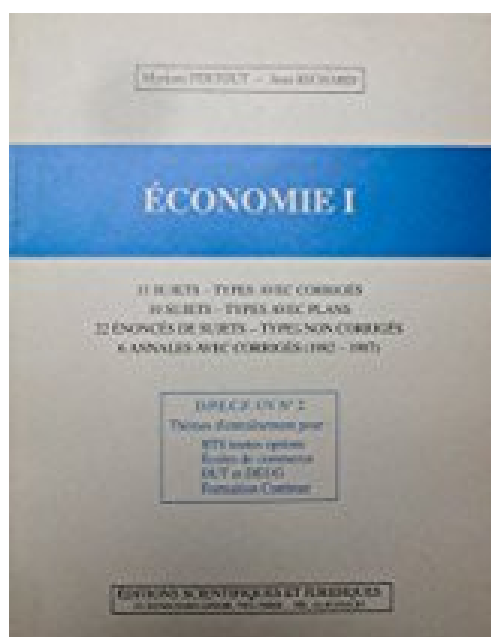 Myriam – Jean RICHARD
ÉCONOMIE I
SUJETS – TYPES AVEC CORRIGÉS
10 SUJETS – TYPES AVEC PLANS
22 ÉNONCÉS DE SUJETS – TYPES NON CORRIGÉS
6 ANNALES AVEC CORRIGÉS (1982 – 1987)
D.P.E.C.F. UV N° 2
Thèmes d'entraînement pour
BTS toutes options
Écoles de commerce
DUT et DEUG
Formation Continue
ÉDITIONS SCIENTIFIQUES ET JURIDIQUES